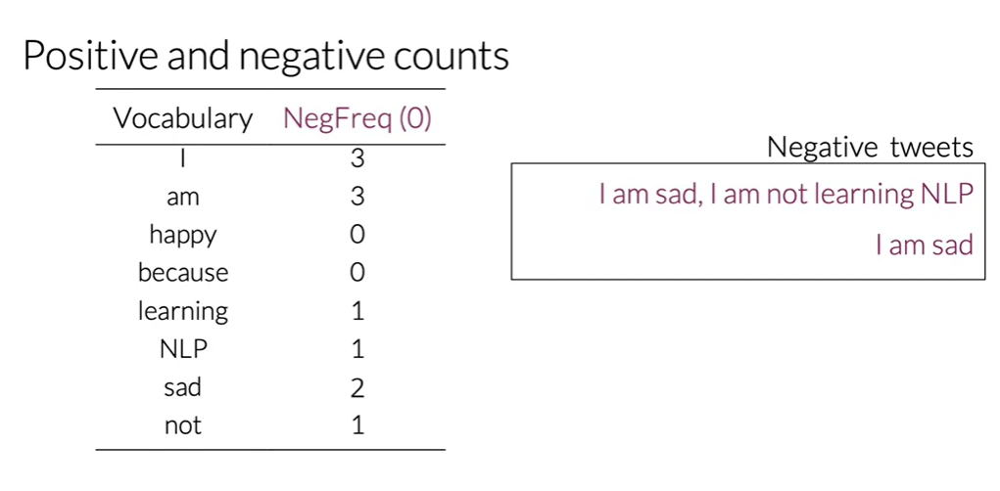 Positive and negative counts
Vocabulary NegFreq (0)
I 3
am 3
happy 0
because 0
learning 1
NLP 1
sad 2
not 1
Negative tweets
I am sad, I am not learning NLP
I am sad